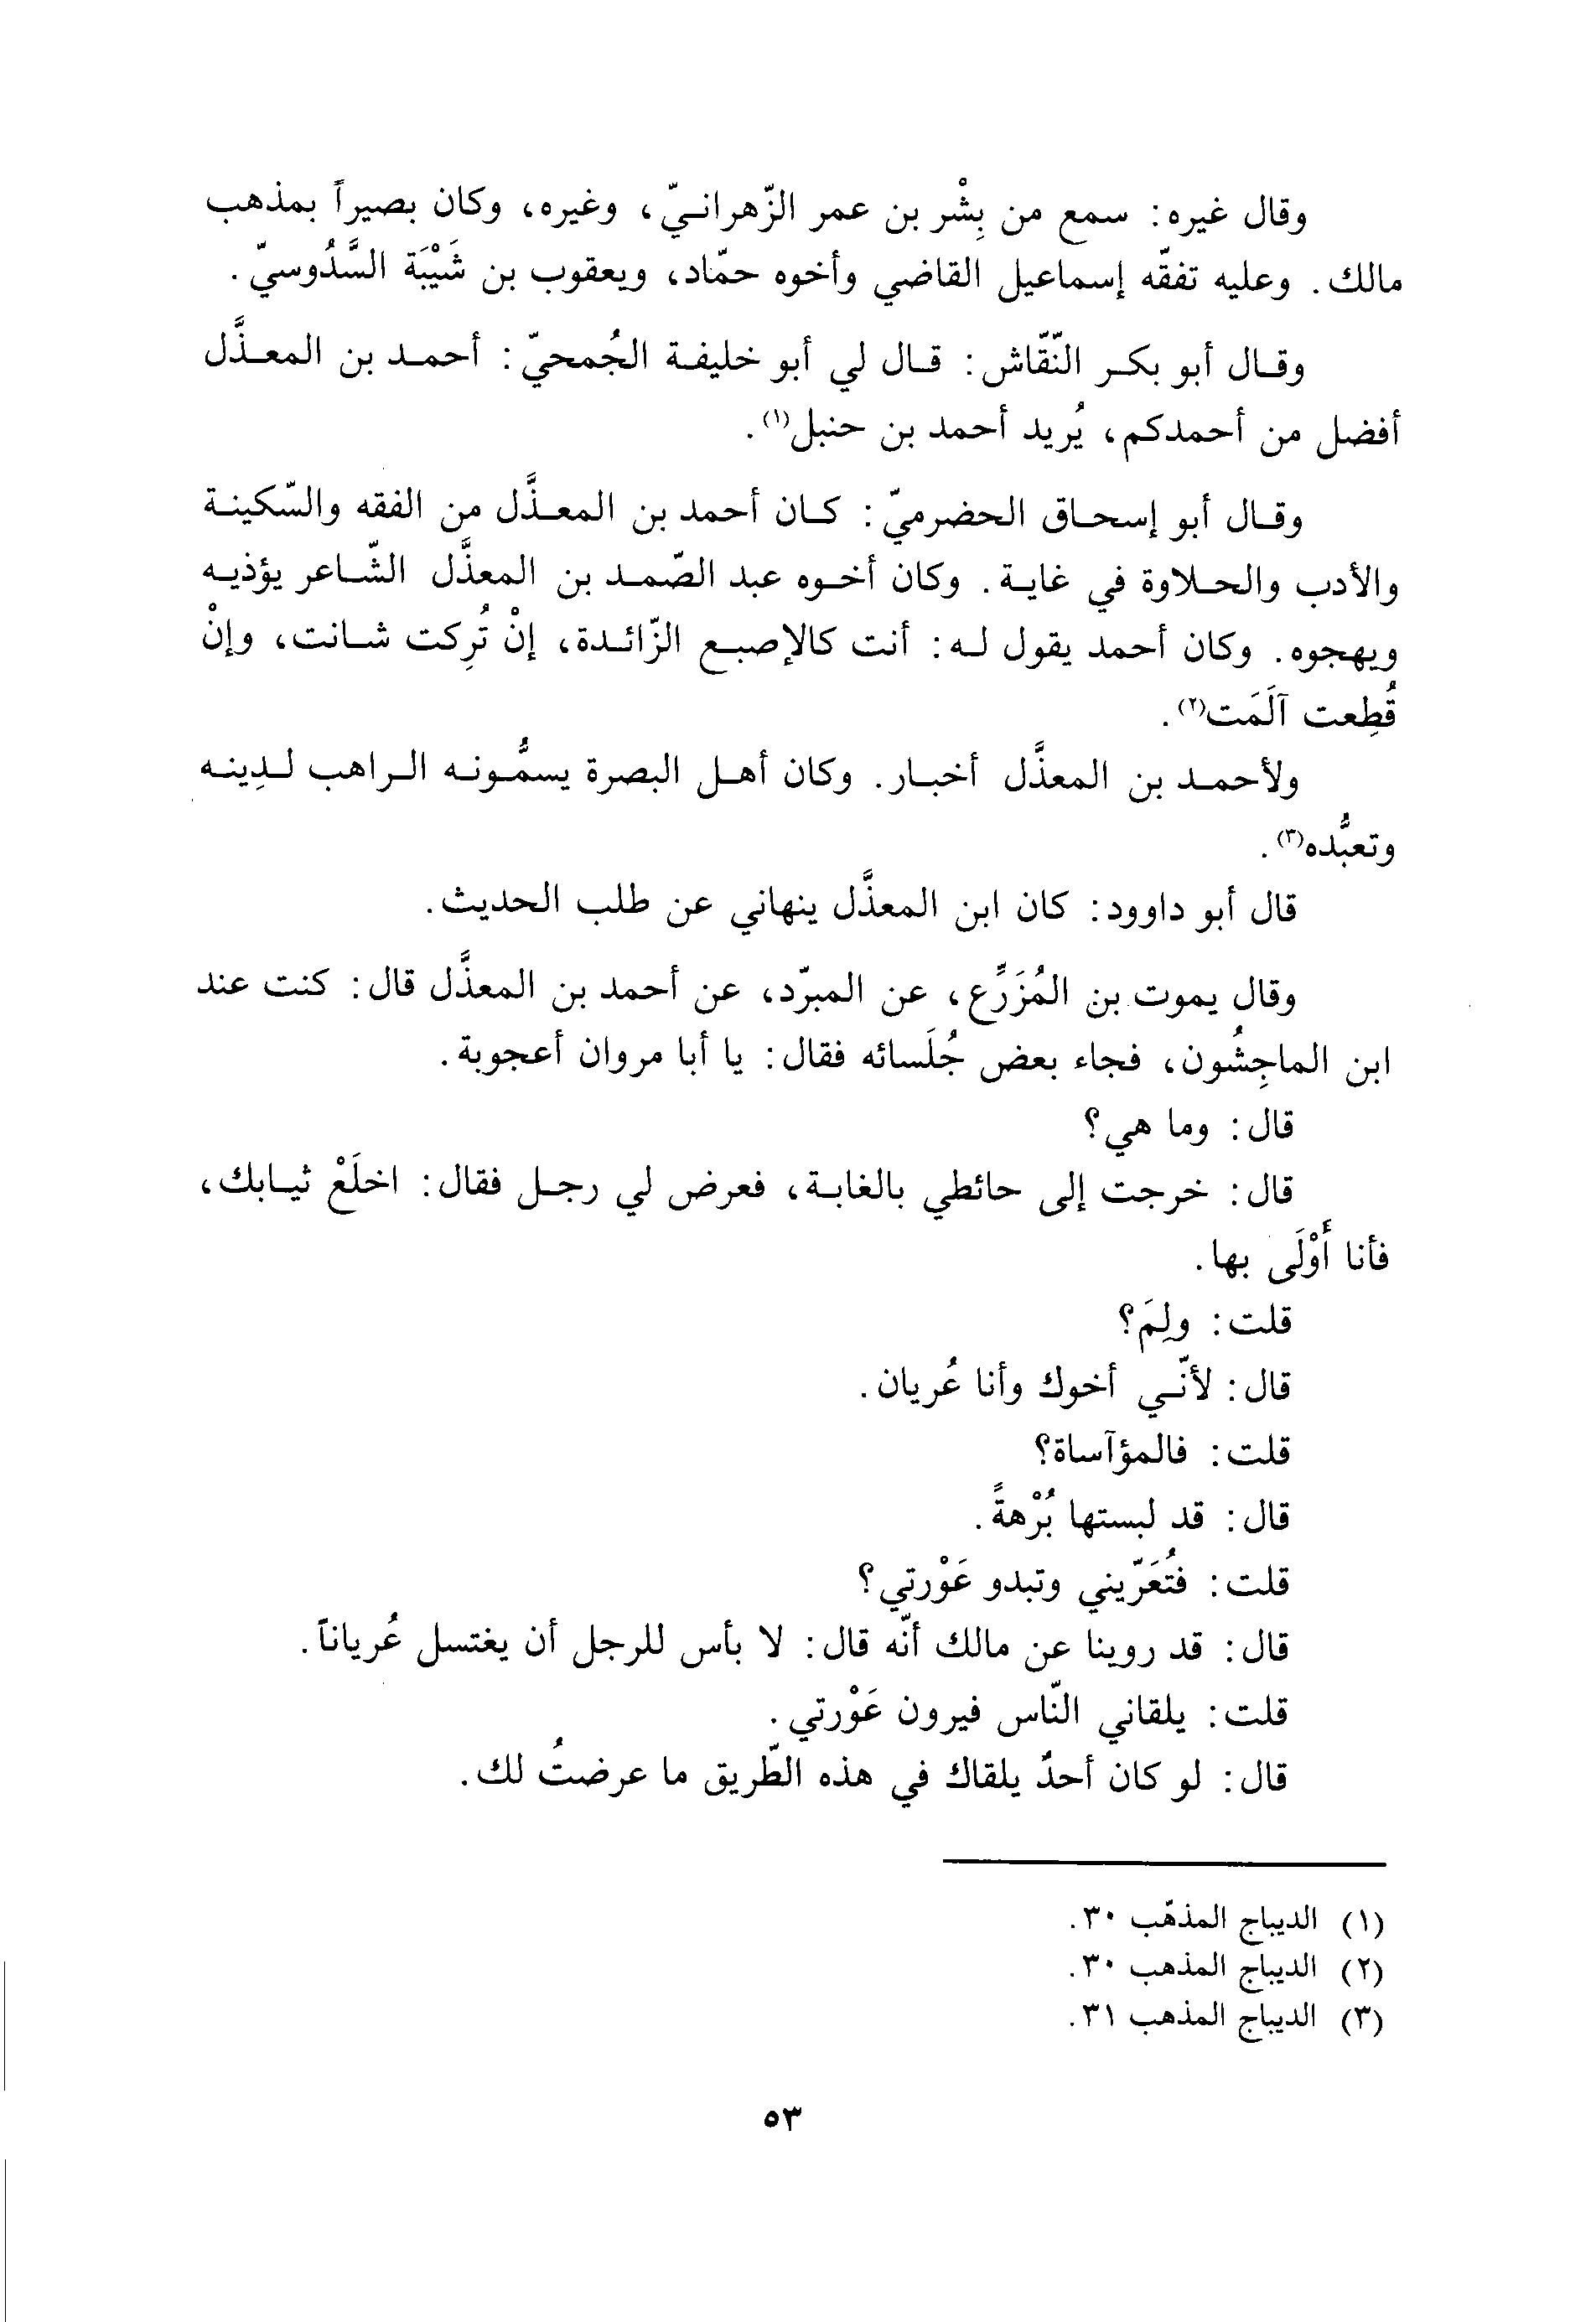 وقال غيره: سمع من بِشْر بن عمر الزّهرانيّ، وغيره، وكان بصيراً بمذهب
مالك. وعليه تفقّه إسماعيل القاضي وأخوه حمّاد، ويعقوب بن شَيْبَة السَّدُوسيّ.
وقال أبو بكر النّقّاش: قال لي أبو خليفة الجُمحيّ: أحمد بن المعذَّل
أفضل من أحمدكم، يُريد أحمد بن حنبل(١).
وقال أبو إسحاق الحضرميّ: كان أحمد بن المعذَّل من الفقه والسّكينة
والأدب والحلاوة في غاية. وكان أخوه عبد الصّمد بن المعذَّل الشّاعر يؤذيه
ويهجوه. وكان أحمد يقول له: أنت كالإصبع الزّائدة، إنْ تُرِكت شانت، وإنْ
قُطِعت آلَمَت(٢).
ولأحمد بن المعذَّل أخبار. وكان أهل البصرة يسمُّونه الراهب لدِينه
وتعبُّده(٣).
قال أبو داوود: كان ابن المعذَّل ينهاني عن طلب الحديث.
وقال يموت بن المُزَرِّع، عن المبرّد، عن أحمد بن المعذَّل قال: كنت عند
ابن الماجِشُون، فجاء بعض جُلَسائه فقال: يا أبا مروان أعجوبة.
قال: وما هي؟
قال: خرجت إلى حائطي بالغابة، فعرض لي رجل فقال: اخلَعْ ثيابك،
فأنا أَوْلَى بها.
قلت: ولِمَ؟
قال: لأنّي أخوك وأنا عُريان.
قلت: فالمؤآساة؟
قال: قد لبستها بُرْهةً.
قلت: فتُعَرّيني وتبدو عَوْرتي؟
قال: قد روينا عن مالك أنّه قال: لا بأس للرجل أن يغتسل عُرياناً.
قلت: يلقاني النّاس فيرون عَوْرتي.
قال: لو كان أحدٌ يلقاك في هذه الطّريق ما عرضتُ لك.
(١) الديباج المذهّب ٣٠.
(٢) الديباج المذهب ٣٠.
(٣) الديباج المذهب ٣١.
٥٣